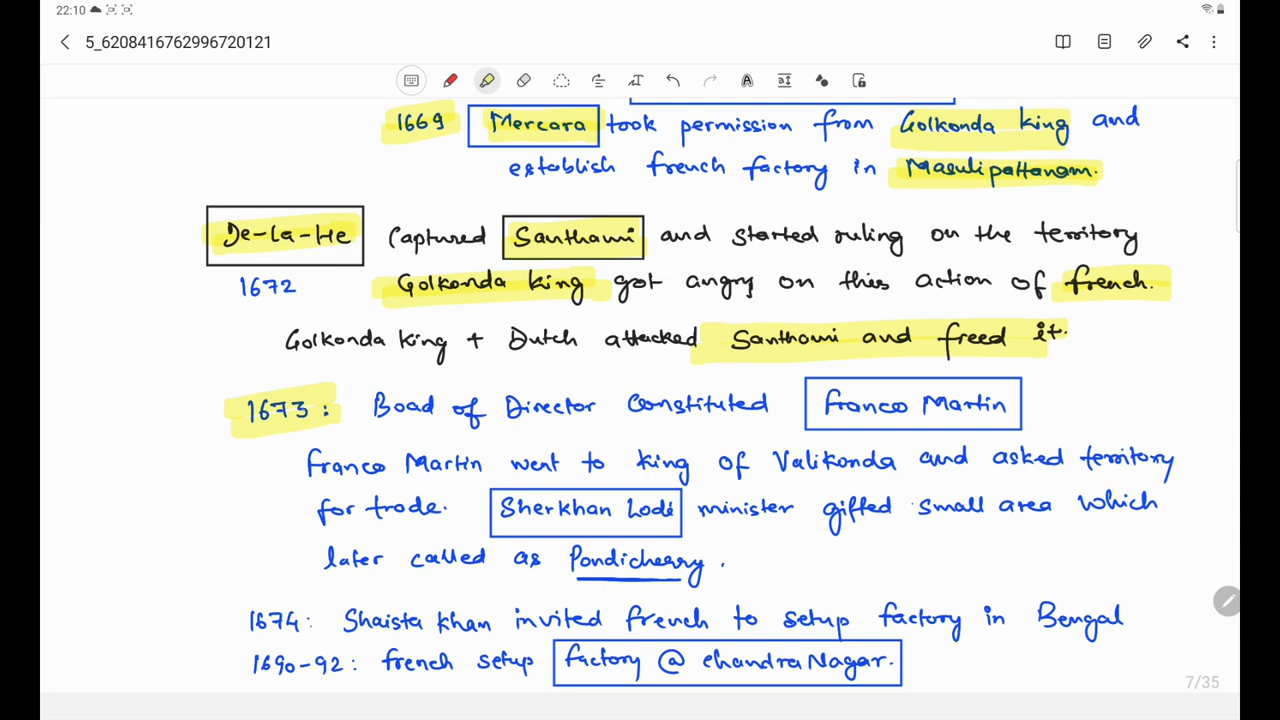 22:10
5_6208416762996720121
1669 Mercara took permission from Golkonda king and
establish french factory in Masulipattanam.
De-La-He Captured Santhomi and started ruling on the territory
1672 Golkonda king got angry on this action of french.
Golkonda king + Dutch attacked Santhomi and freed it.
1673: Boad of Director Constituted Franco Martin
Franco Martin went to king of Valikonda and asked territory
for trade. Sherkhan Lodi minister gifted small area which
later called as Pondicherry.
1674: Shaista khan invited french to setup factory in Bengal
1690-92: french setup factory @ chandra Nagar.
7/35